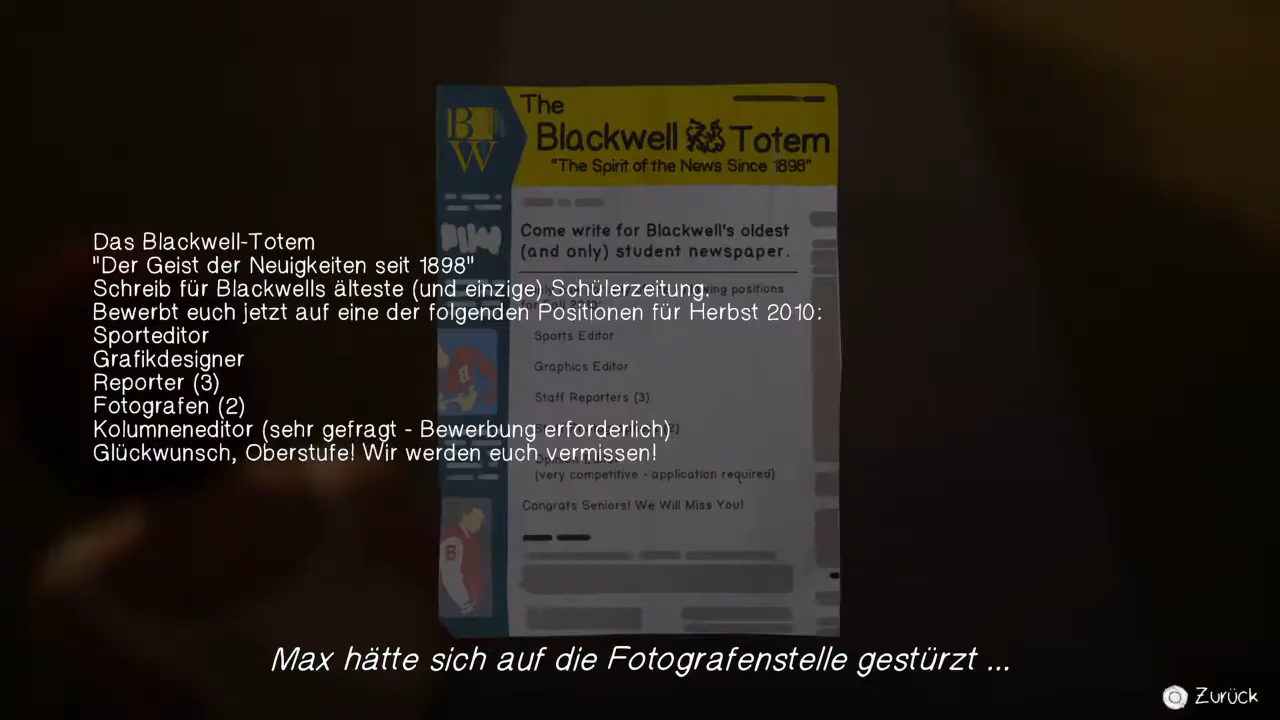 The
Blackwell Totem
"The Spirit of the News Since 1898"
B
W
Come write for Blackwell's oldest
(and only) student newspaper.
positions
Sports Editor
Graphics Editor
Staff Reporters (3)
(very competitive - application required)
Congrats Seniors! We Will Miss You!
B
Das Blackwell-Totem
"Der Geist der Neuigkeiten seit 1898"
Schreib für Blackwells älteste (und einzige) Schülerzeitung.
Bewerbt euch jetzt auf eine der folgenden Positionen für Herbst 2010:
Sporteditor
Grafikdesigner
Reporter (3)
Fotografen (2)
Kolumneneditor (sehr gefragt - Bewerbung erforderlich)
Glückwunsch, Oberstufe! Wir werden euch vermissen!
Max hätte sich auf die Fotografenstelle gestürzt ...
Zurück